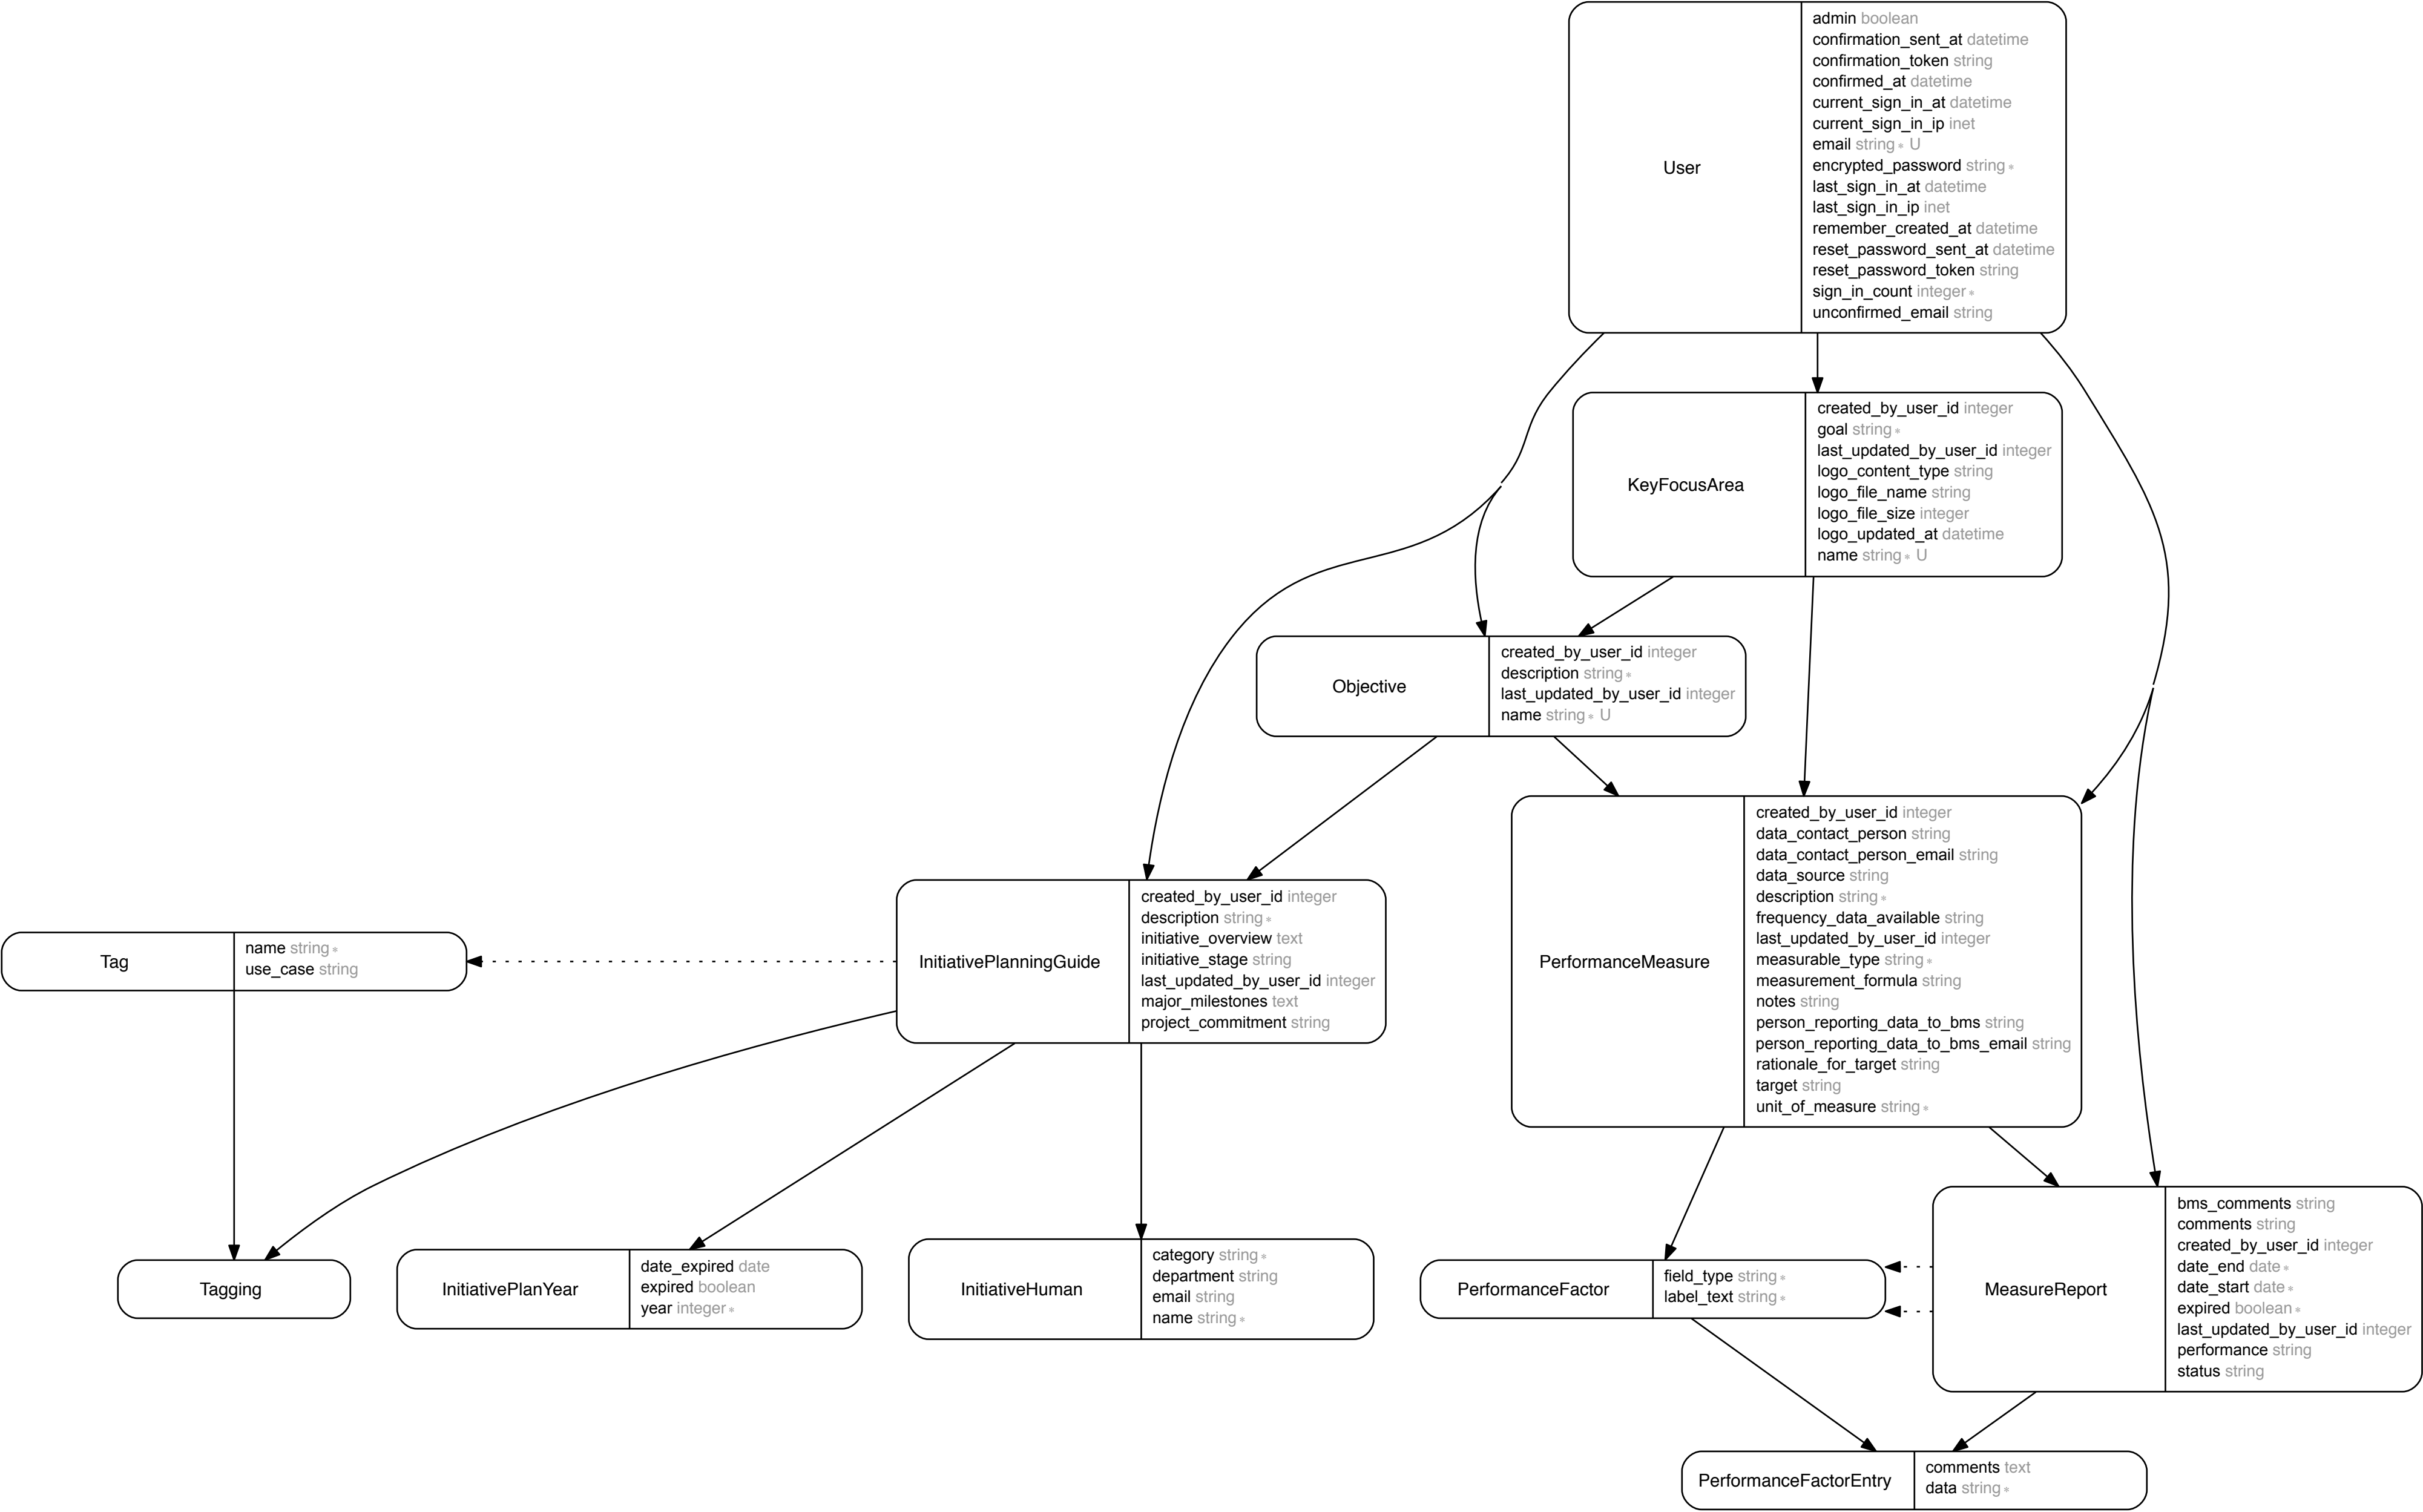 User
admin boolean
confirmation_sent_at datetime
confirmation_token string
confirmed_at datetime
current_sign_in_at datetime
current_sign_in_ip inet
email string * U
encrypted_password string *
last_sign_in_at datetime
last_sign_in_ip inet
remember_created_at datetime
reset_password_sent_at datetime
reset_password_token string
sign_in_count integer *
unconfirmed_email string
KeyFocusArea
created_by_user_id integer
goal string *
last_updated_by_user_id integer
logo_content_type string
logo_file_name string
logo_file_size integer
logo_updated_at datetime
name string * U
Objective
created_by_user_id integer
description string *
last_updated_by_user_id integer
name string * U
Tag
name string *
use_case string
InitiativePlanningGuide
created_by_user_id integer
description string *
initiative_overview text
initiative_stage string
last_updated_by_user_id integer
major_milestones text
project_commitment string
PerformanceMeasure
created_by_user_id integer
data_contact_person string
data_contact_person_email string
data_source string
description string *
frequency_data_available string
last_updated_by_user_id integer
measurable_type string *
measurement_formula string
notes string
person_reporting_data_to_bms string
person_reporting_data_to_bms_email string
rationale_for_target string
target string
unit_of_measure string *
Tagging
InitiativePlanYear
date_expired date
expired boolean
year integer *
InitiativeHuman
category string *
department string
email string
name string *
PerformanceFactor
field_type string *
label_text string *
MeasureReport
bms_comments string
comments string
created_by_user_id integer
date_end date *
date_start date *
expired boolean *
last_updated_by_user_id integer
performance string
status string
PerformanceFactorEntry
comments text
data string *